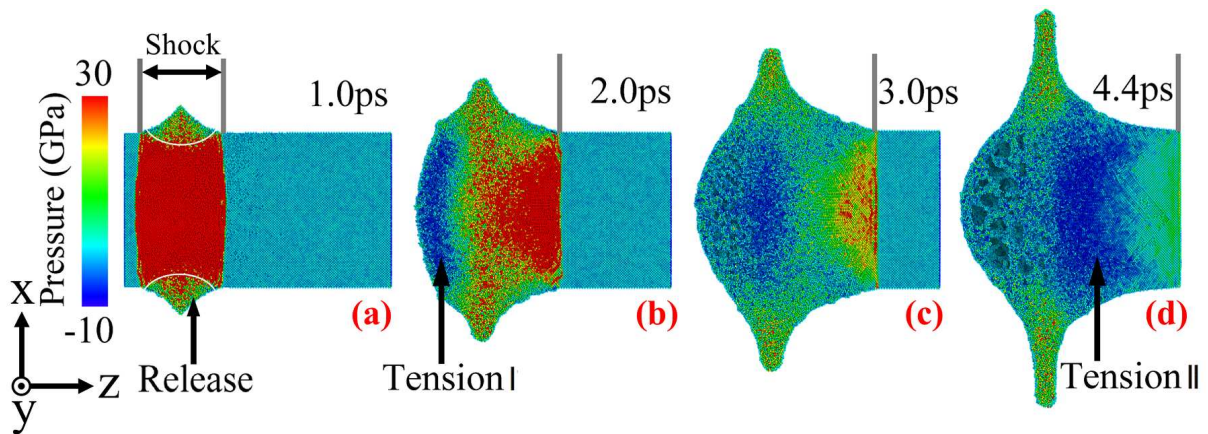 Shock
30
-10
Pressure (GPa)
1.0ps
2.0ps
3.0ps
4.4ps
(a)
(b)
(c)
(d)
x
y
z
Release
Tension I
Tension II